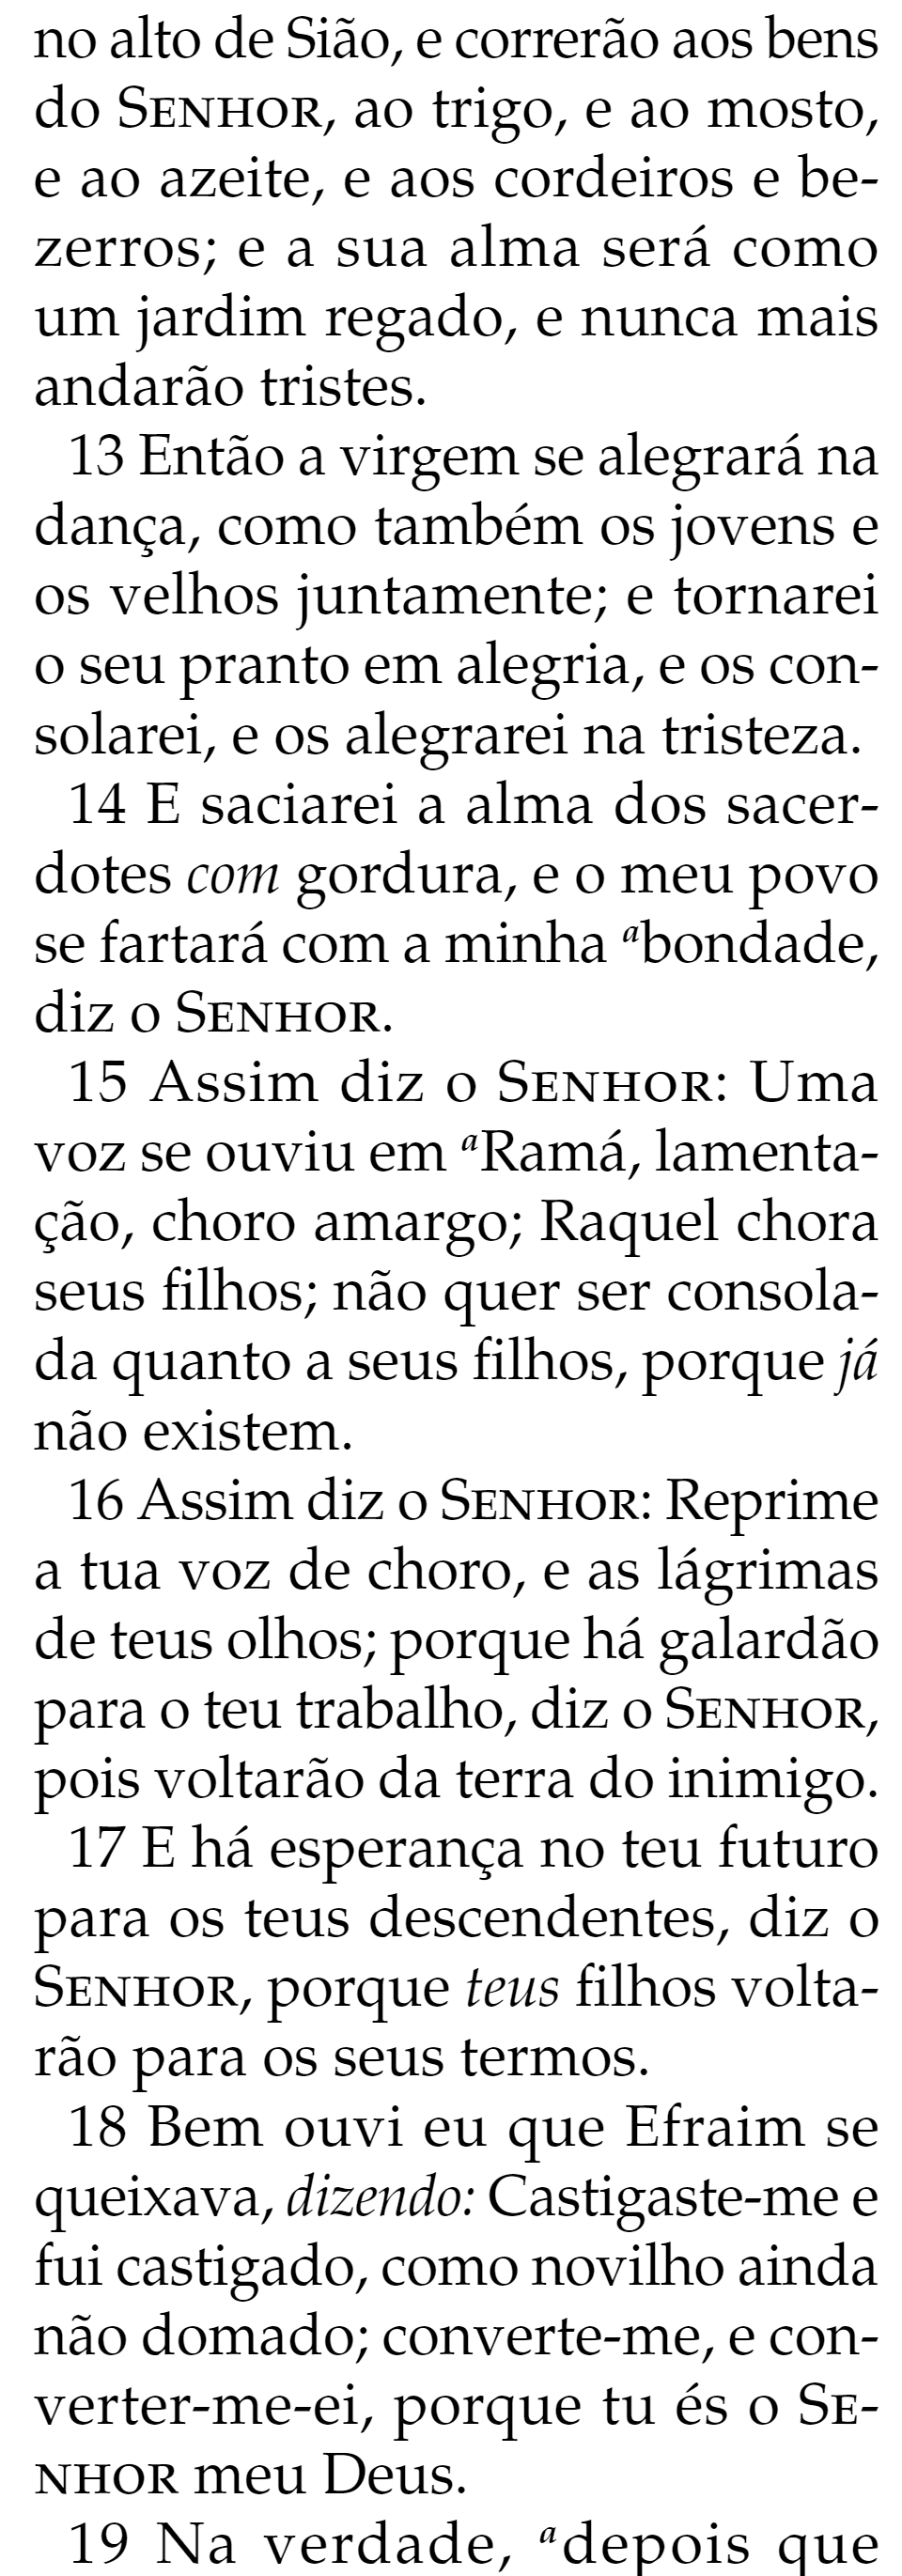 no alto de Sião, e correrão aos bens
do SENHOR, ao trigo, e ao mosto,
e ao azeite, e aos cordeiros e be-
zerros; e a sua alma será como
um jardim regado, e nunca mais
andarão tristes.
13 Então a virgem se alegrará na
dança, como também os jovens e
os velhos juntamente; e tornarei
o seu pranto em alegria, e os con-
solarei, e os alegrarei na tristeza.
14 E saciarei a alma dos sacer-
dotes com gordura, e o meu povo
se fartará com a minha abondade,
diz o SENHOR.
15 Assim diz o SENHOR: Uma
voz se ouviu em aRamá, lamenta-
ção, choro amargo; Raquel chora
seus filhos; não quer ser consola-
da quanto a seus filhos, porque já
não existem.
16 Assim diz o SENHOR: Reprime
a tua voz de choro, e as lágrimas
de teus olhos; porque há galardão
para o teu trabalho, diz o SENHOR,
pois voltarão da terra do inimigo.
17 E há esperança no teu futuro
para os teus descendentes, diz o
SENHOR, porque teus filhos volta-
rão para os seus termos.
18 Bem ouvi eu que Efraim se
queixava, dizendo: Castigaste-me e
fui castigado, como novilho ainda
não domado; converte-me, e con-
verter-me-ei, porque tu és o SE-
NHOR meu Deus.
19 Na verdade, adepois que